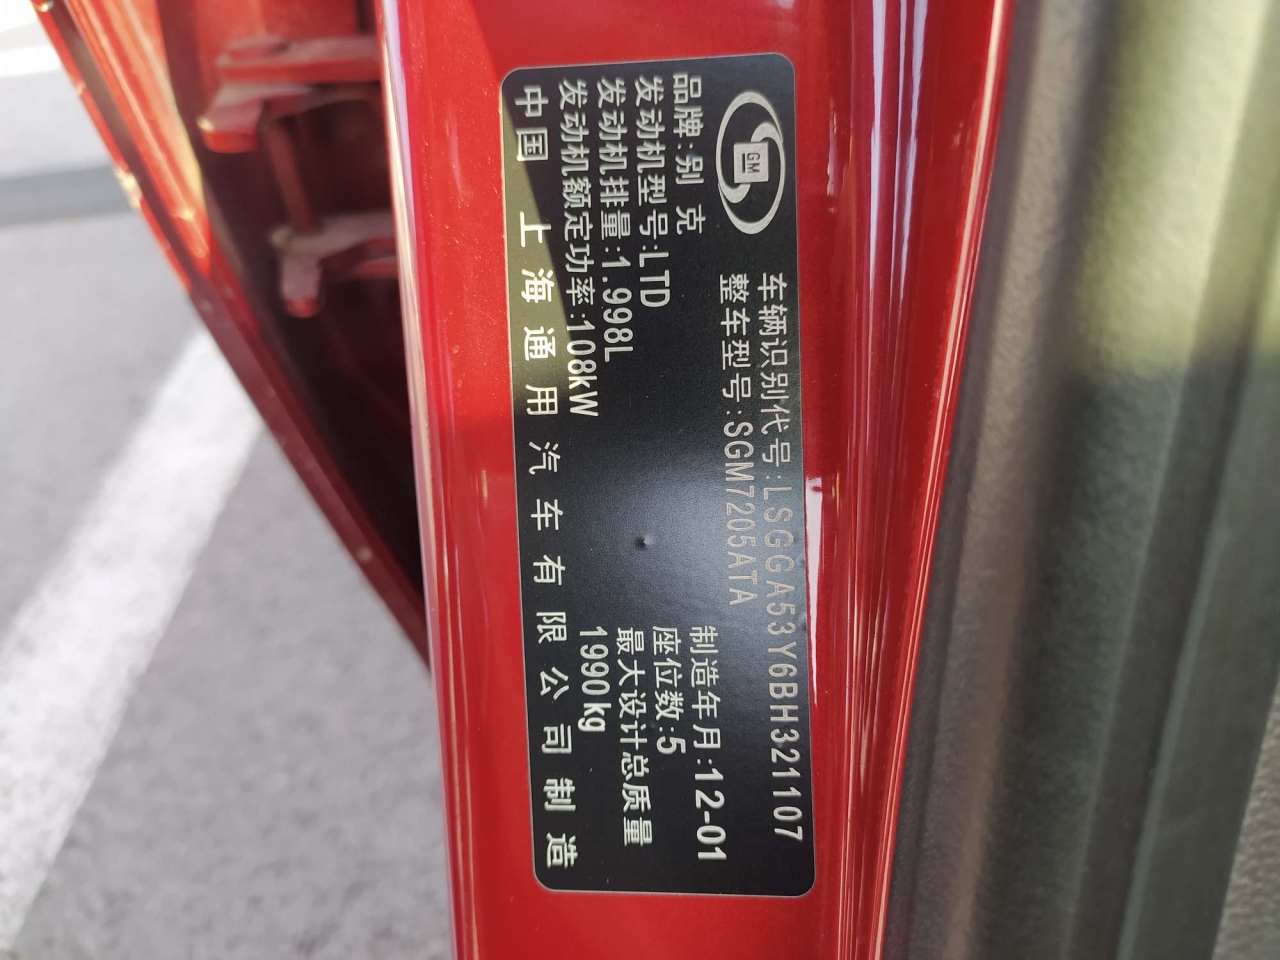 GM
车辆识别代号:LSGGA53Y6BH321107
整车型号:SGM7205ATA
品牌:别克
发动机型号:LTD
发动机排量:1.998L
发动机额定功率:108kW
制造年月:12-01
座位数:5
最大设计总质量
1990kg
中国 上海通用汽车有限公司制造